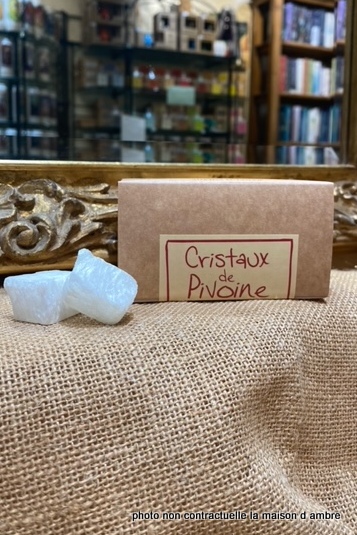 Cristaux
de
Pivoine
photo non contractuelle la maison d ambre